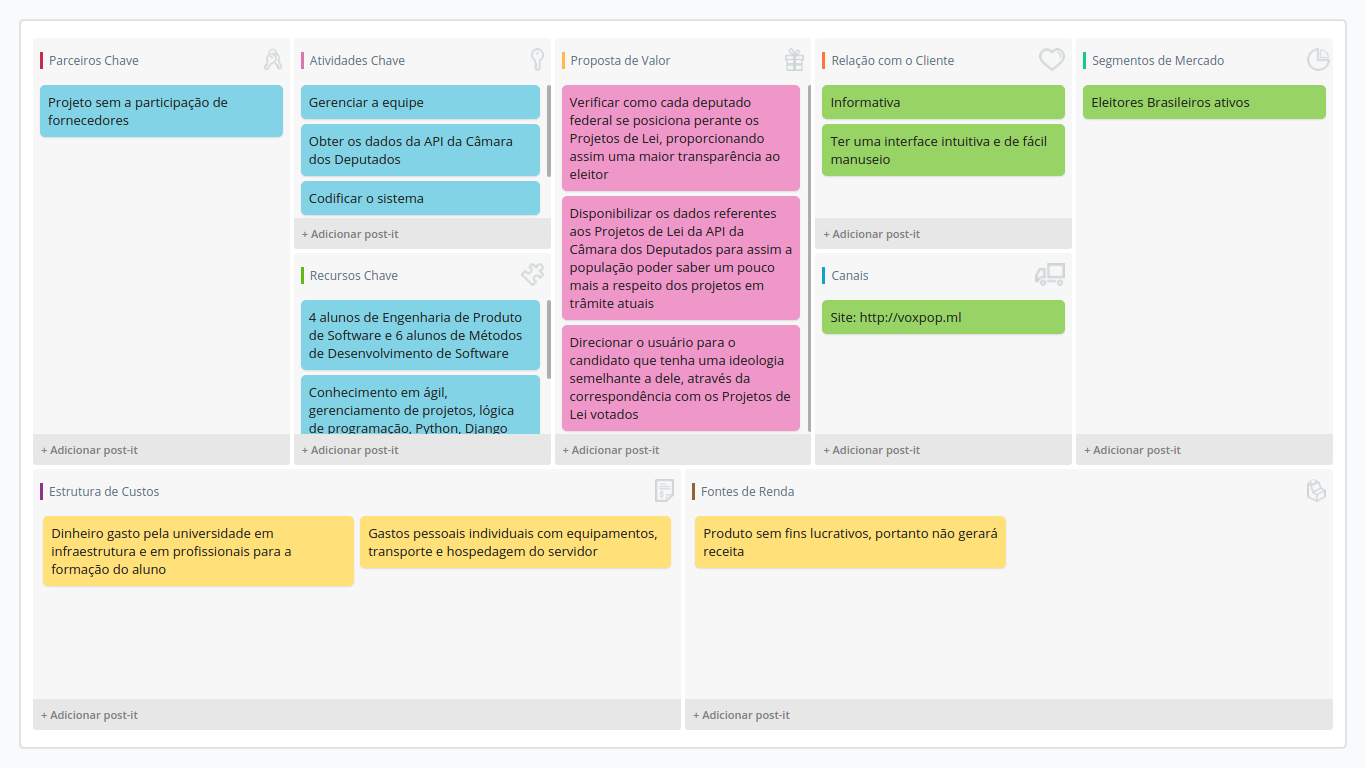 Parceiros Chave
Projeto sem a participação de
fornecedores
+ Adicionar post-it
Atividades Chave
Gerenciar a equipe
Obter os dados da API da Câmara
dos Deputados
Codificar o sistema
+ Adicionar post-it
Recursos Chave
4 alunos de Engenharia de Produto
de Software e 6 alunos de Métodos
de Desenvolvimento de Software
Conhecimento em ágil,
gerenciamento de projetos, lógica
de programação, Python, Django
+ Adicionar post-it
Proposta de Valor
Verificar como cada deputado
federal se posiciona perante os
Projetos de Lei, proporcionando
assim uma maior transparência ao
eleitor
Disponibilizar os dados referentes
aos Projetos de Lei da API da
Câmara dos Deputados para assim a
população poder saber um pouco
mais a respeito dos projetos em
trâmite atuais
Direcionar o usuário para o
candidato que tenha uma ideologia
semelhante a dele, através da
correspondência com os Projetos de
Lei votados
+ Adicionar post-it
Relação com o Cliente
Informativa
Ter uma interface intuitiva e de fácil
manuseio
+ Adicionar post-it
Canais
Site: http://voxpop.ml
+ Adicionar post-it
Segmentos de Mercado
Eleitores Brasileiros ativos
+ Adicionar post-it
Estrutura de Custos
Dinheiro gasto pela universidade em
infraestrutura e em profissionais para a
formação do aluno
Gastos pessoais individuais com equipamentos,
transporte e hospedagem do servidor
+ Adicionar post-it
Fontes de Renda
Produto sem fins lucrativos, portanto não gerará
receita
+ Adicionar post-it